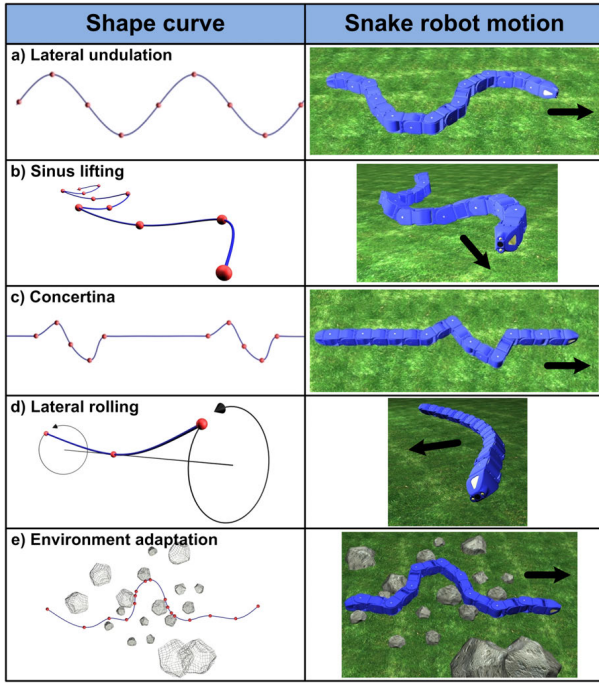 Shape curve
Snake robot motion
a) Lateral undulation
b) Sinus lifting
c) Concertina
d) Lateral rolling
e) Environment adaptation